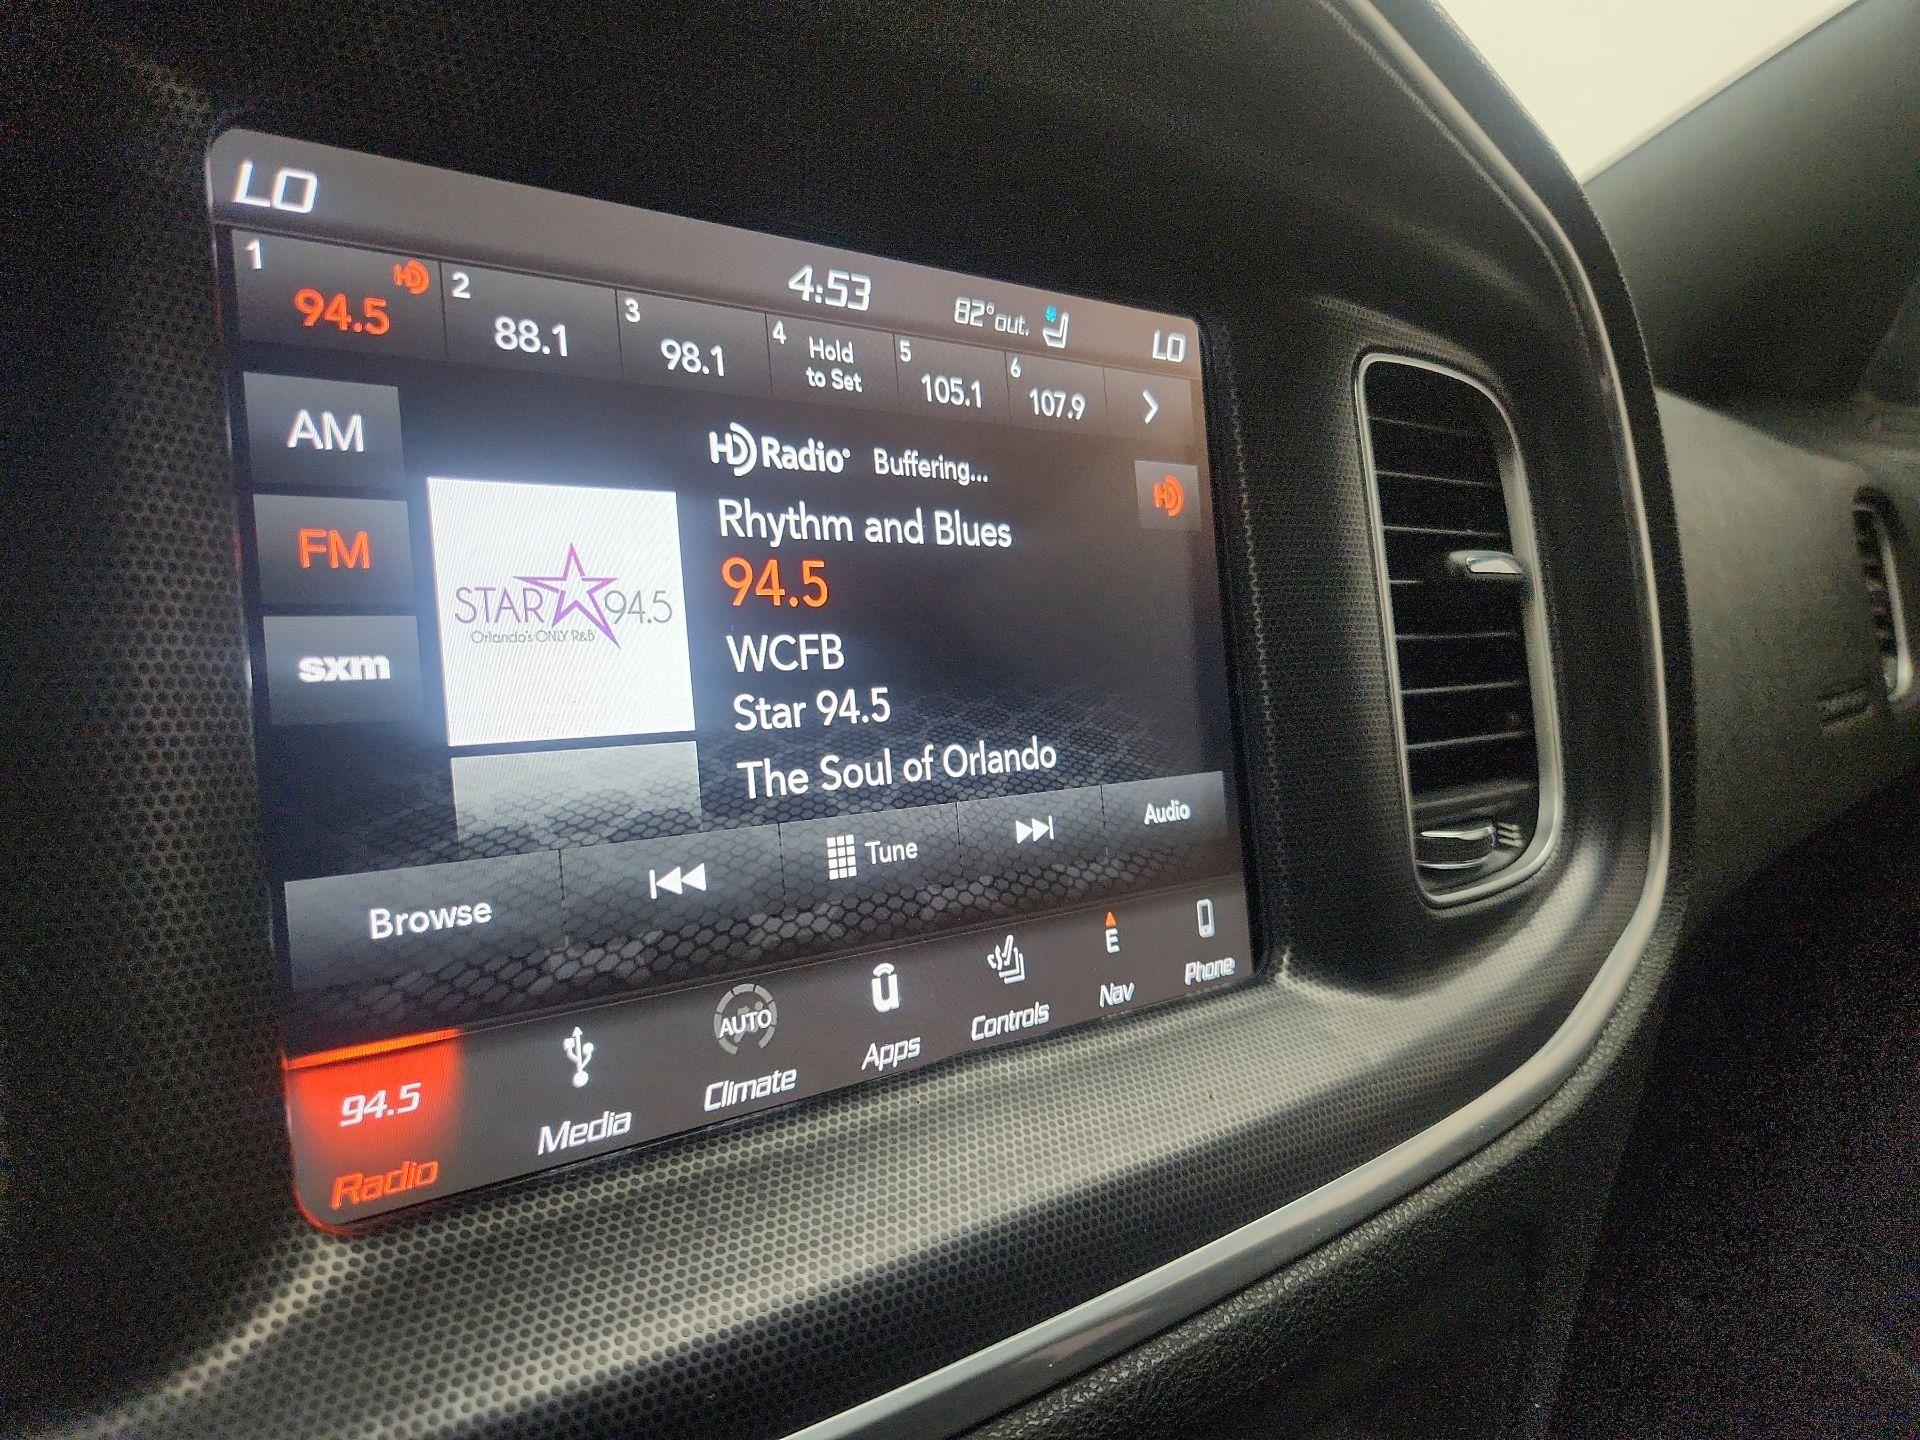 LO
4:53
82°out.
LO
1
94.5
HD
2
88.1
3
98.1
4
Hold
to Set
5
105.1
6
107.9
AM
FM
sxm
HD Radio
Buffering...
HD
Rhythm and Blues
94.5
WCFB
Star 94.5
The Soul of Orlando
STAR 94.5
Orlando's ONLY R&B
Browse
Tune
Audio
94.5
Radio
Media
AUTO
Climate
Apps
Controls
E
Nav
Phone